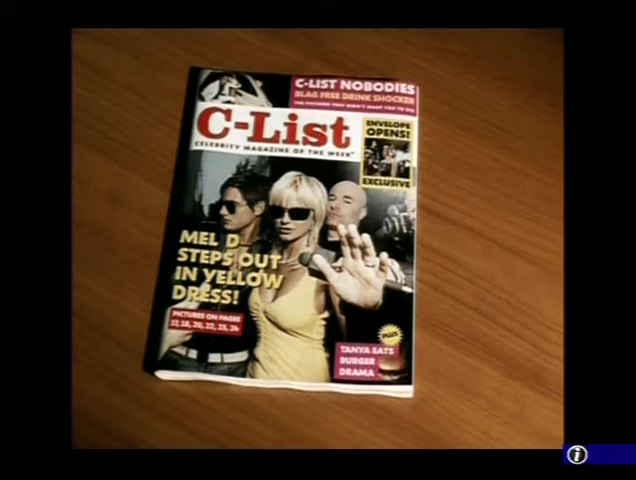 C-LIST NOBODIES
BLAG FREE DRINK SHOCKER
C-List
CELEBRITY MAGAZINE OF THE WEEK
ENVELOPE
OPENS!
EXCLUSIVE
MEL D
STEPS OUT
IN YELLOW
DRESS!
PICTURES ON PAGES
17, 18, 20, 22, 23, 24
PLUS
TANYA EATS
BURGER
DRAMA
i